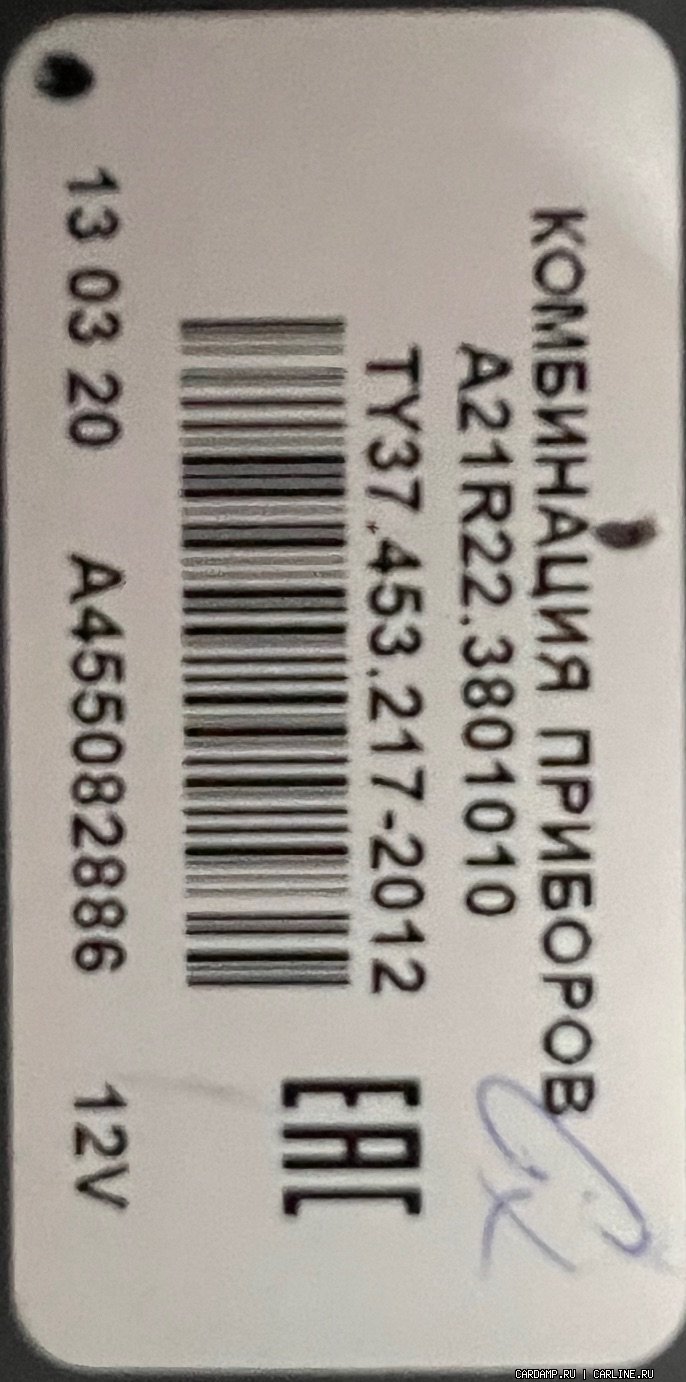 КОМБИНАЦИЯ ПРИБОРОВ
A21R22.3801010
ТУ37.453.217-2012
EAC
13 03 20 A455082886 12V
CARDAMP.RU | CARLINE.RU